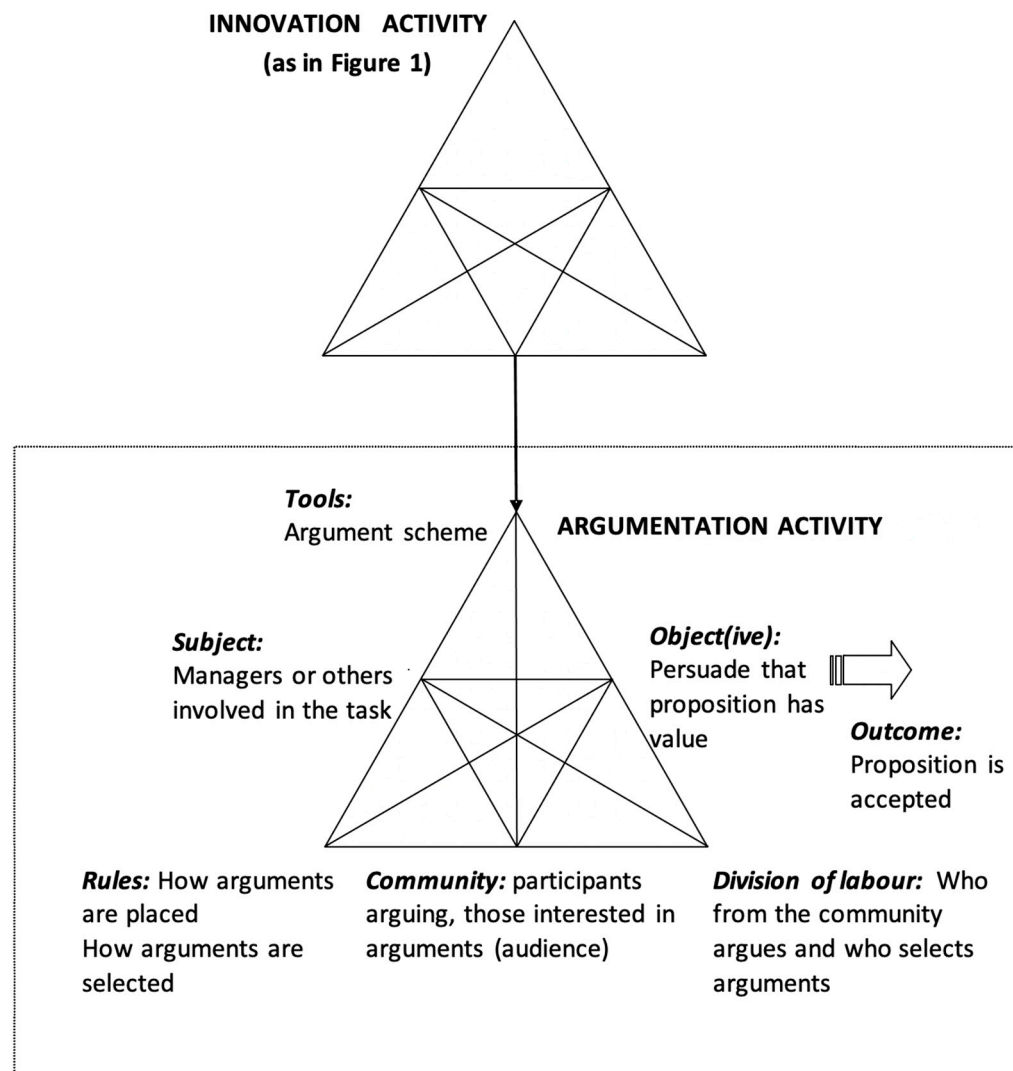 INNOVATION ACTIVITY
(as in Figure 1)
Tools:
Argument scheme
ARGUMENTATION ACTIVITY
Subject:
Managers or others
involved in the task
Object(ive):
Persuade that
proposition has
value
Outcome:
Proposition is
accepted
Rules: How arguments
are placed
How arguments are
selected
Community: participants
arguing, those interested in
arguments (audience)
Division of labour: Who
from the community
argues and who selects
arguments